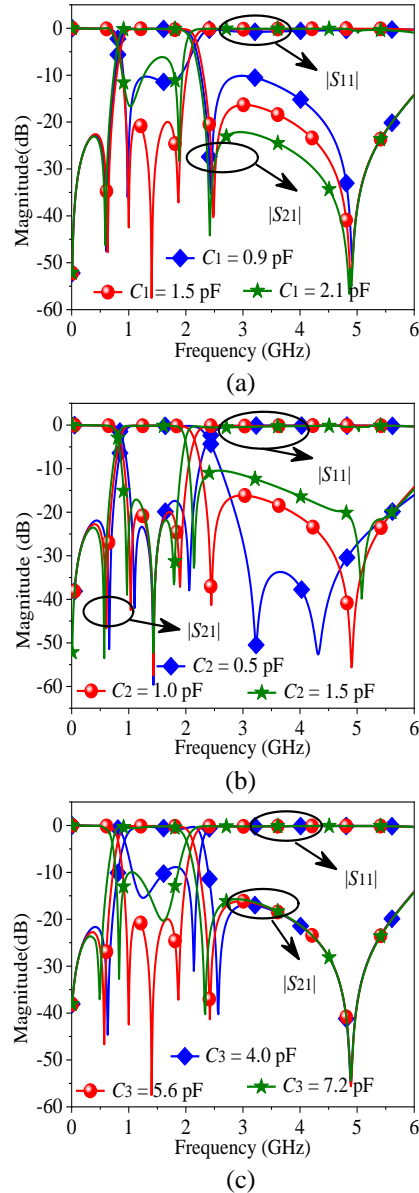 0
-10
-20
-30
-40
-50
-60
Magnitude(dB)
|S11|
|S21|
C1 = 0.9 pF
C1 = 1.5 pF
C1 = 2.1 pF
0 1 2 3 4 5 6
Frequency (GHz)
(a)
0
-10
-20
-30
-40
-50
-60
Magnitude (dB)
|S11|
|S21|
C2 = 0.5 pF
C2 = 1.0 pF
C2 = 1.5 pF
0 1 2 3 4 5 6
Frequency (GHz)
(b)
0
-10
-20
-30
-40
-50
-60
Magnitude(dB)
|S11|
|S21|
C3 = 4.0 pF
C3 = 5.6 pF
C3 = 7.2 pF
0 1 2 3 4 5 6
Frequency (GHz)
(c)